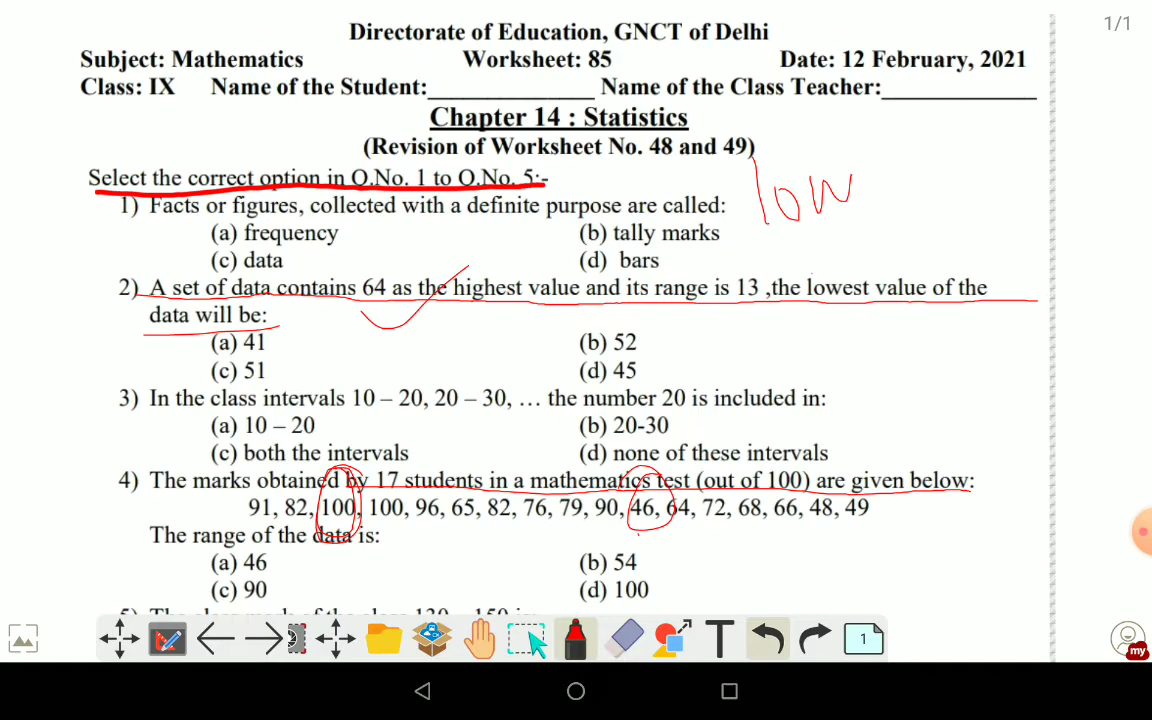 1/1
Directorate of Education, GNCT of Delhi
Subject: Mathematics Worksheet: 85 Date: 12 February, 2021
Class: IX Name of the Student:______________ Name of the Class Teacher:______________
Chapter 14 : Statistics
(Revision of Worksheet No. 48 and 49)
Select the correct option in Q.No. 1 to Q.No. 5:-
low
1) Facts or figures, collected with a definite purpose are called:
(a) frequency (b) tally marks
(c) data (d) bars
2) A set of data contains 64 as the highest value and its range is 13 ,the lowest value of the
data will be:
(a) 41 (b) 52
(c) 51 (d) 45
3) In the class intervals 10 – 20, 20 – 30, … the number 20 is included in:
(a) 10 – 20 (b) 20-30
(c) both the intervals (d) none of these intervals
4) The marks obtained by 17 students in a mathematics test (out of 100) are given below:
91, 82, 100, 100, 96, 65, 82, 76, 79, 90, 46, 64, 72, 68, 66, 48, 49
The range of the data is:
(a) 46 (b) 54
(c) 90 (d) 100
T 1
my